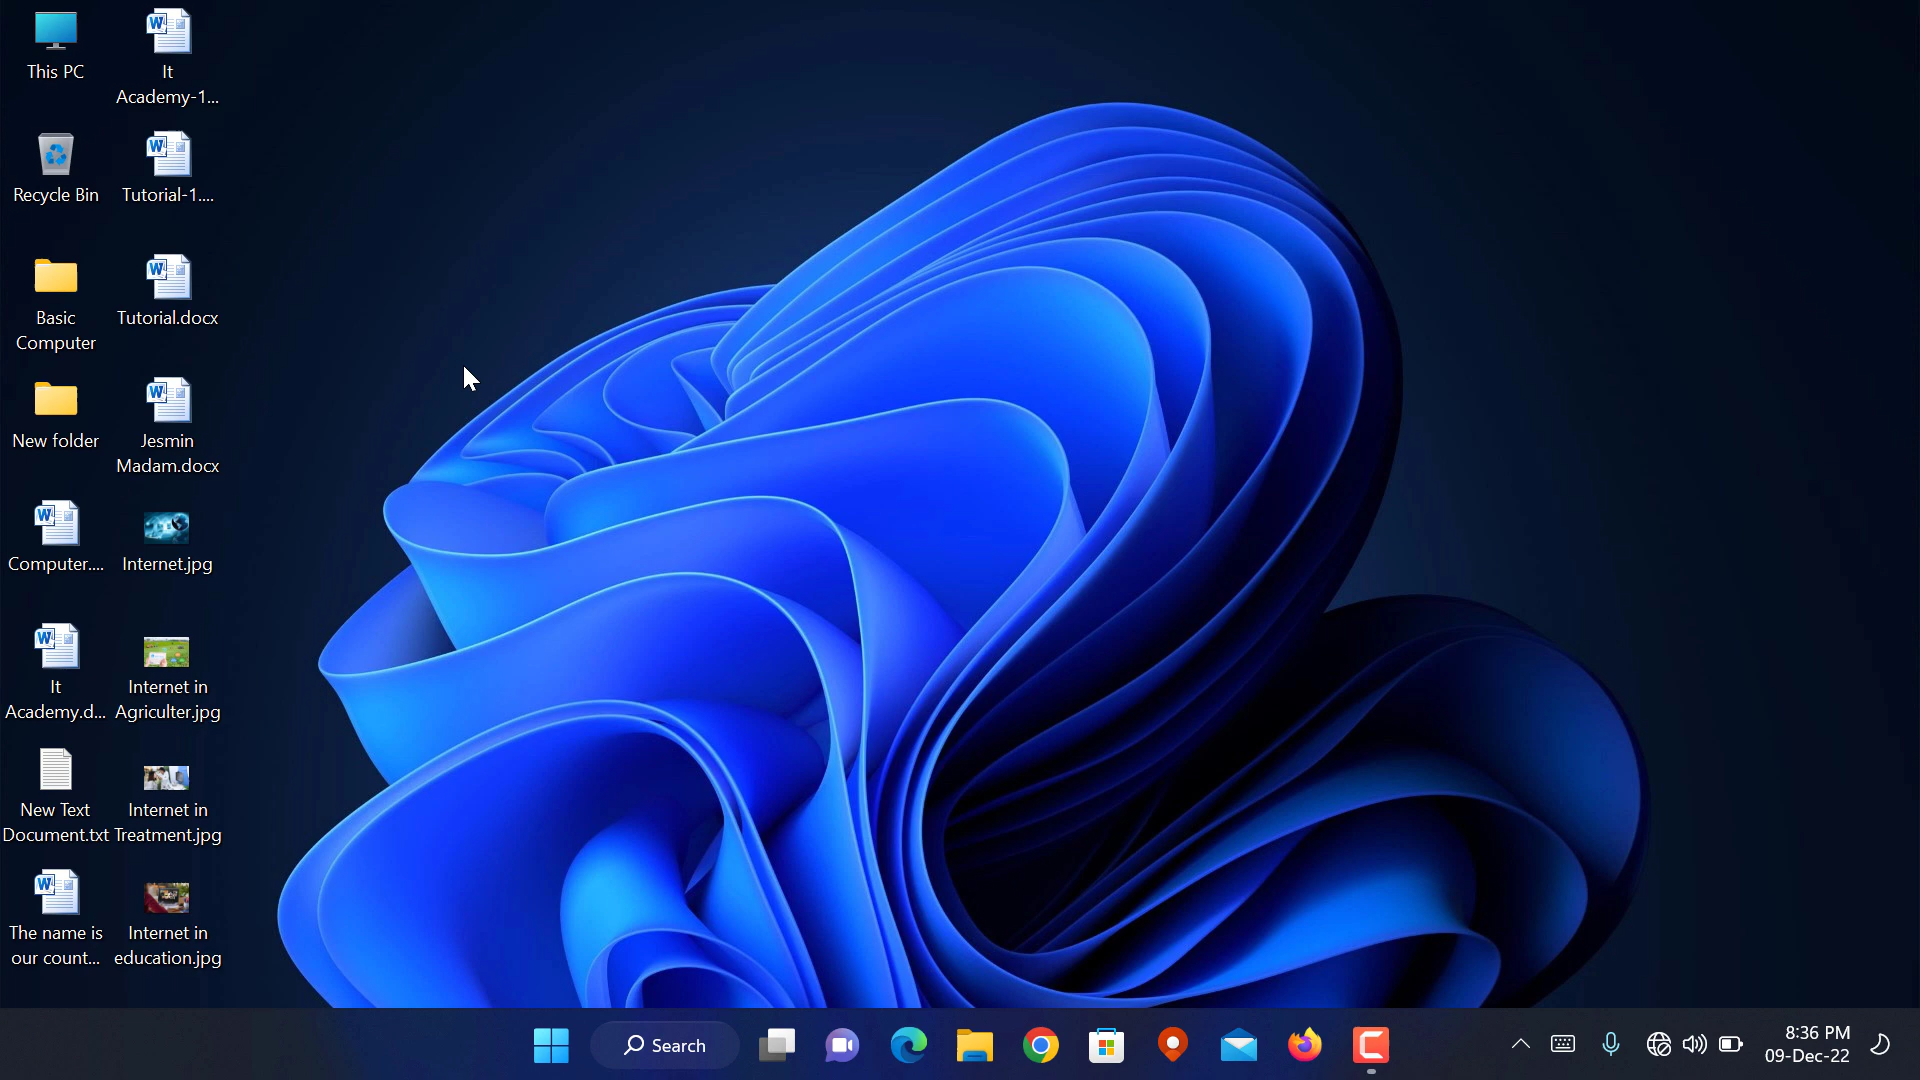 This PC
It
Academy-1...
Recycle Bin
Tutorial-1....
Basic
Computer
Tutorial.docx
New folder
Jesmin
Madam.docx
Computer....
Internet.jpg
It
Academy.d...
Internet in
Agriculter.jpg
New Text
Document.txt
Internet in
Treatment.jpg
The name is
our count...
Internet in
education.jpg
Search
8:36 PM
09-Dec-22